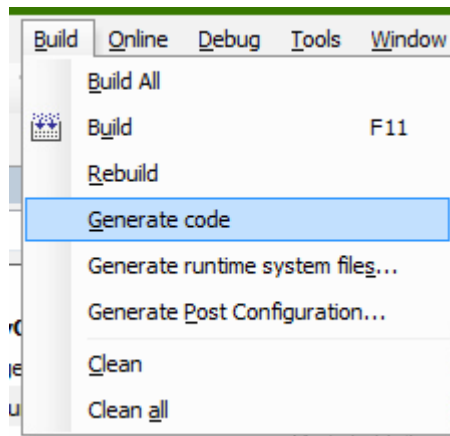 Build Online Debug Tools Window
Build All
Build F11
Rebuild
Generate code
Generate runtime system files...
Generate Post Configuration...
Clean
Clean all